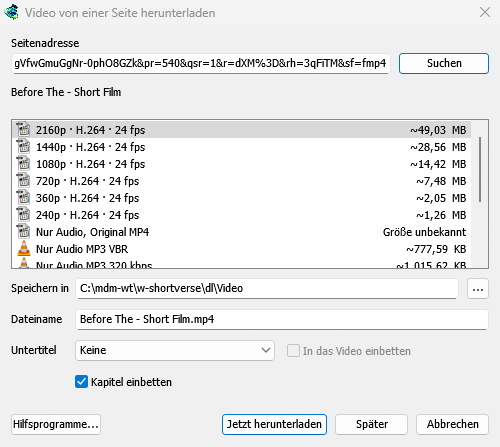 Video von einer Seite herunterladen
Seitenadresse
gVfwGmuGgNr-0phO8GZk&pr=540&qsr=1&r=dXM%3D&rh=3qFiTM&sf=fmp4
Suchen
Before The - Short Film
2160p · H.264 · 24 fps ~49,03 MB
1440p · H.264 · 24 fps ~28,56 MB
1080p · H.264 · 24 fps ~14,42 MB
720p · H.264 · 24 fps ~7,48 MB
360p · H.264 · 24 fps ~2,05 MB
240p · H.264 · 24 fps ~1,26 MB
Nur Audio, Original MP4 Größe unbekannt
Nur Audio MP3 VBR ~777,59 KB
Nur Audio MP3 320 kbps ~1.015,62 KB
Speichern in C:\mdm-wt\w-shortverse\dl\Video ...
Dateiname Before The - Short Film.mp4
Untertitel Keine In das Video einbetten
Kapitel einbetten
Hilfsprogramme... Jetzt herunterladen Später Abbrechen